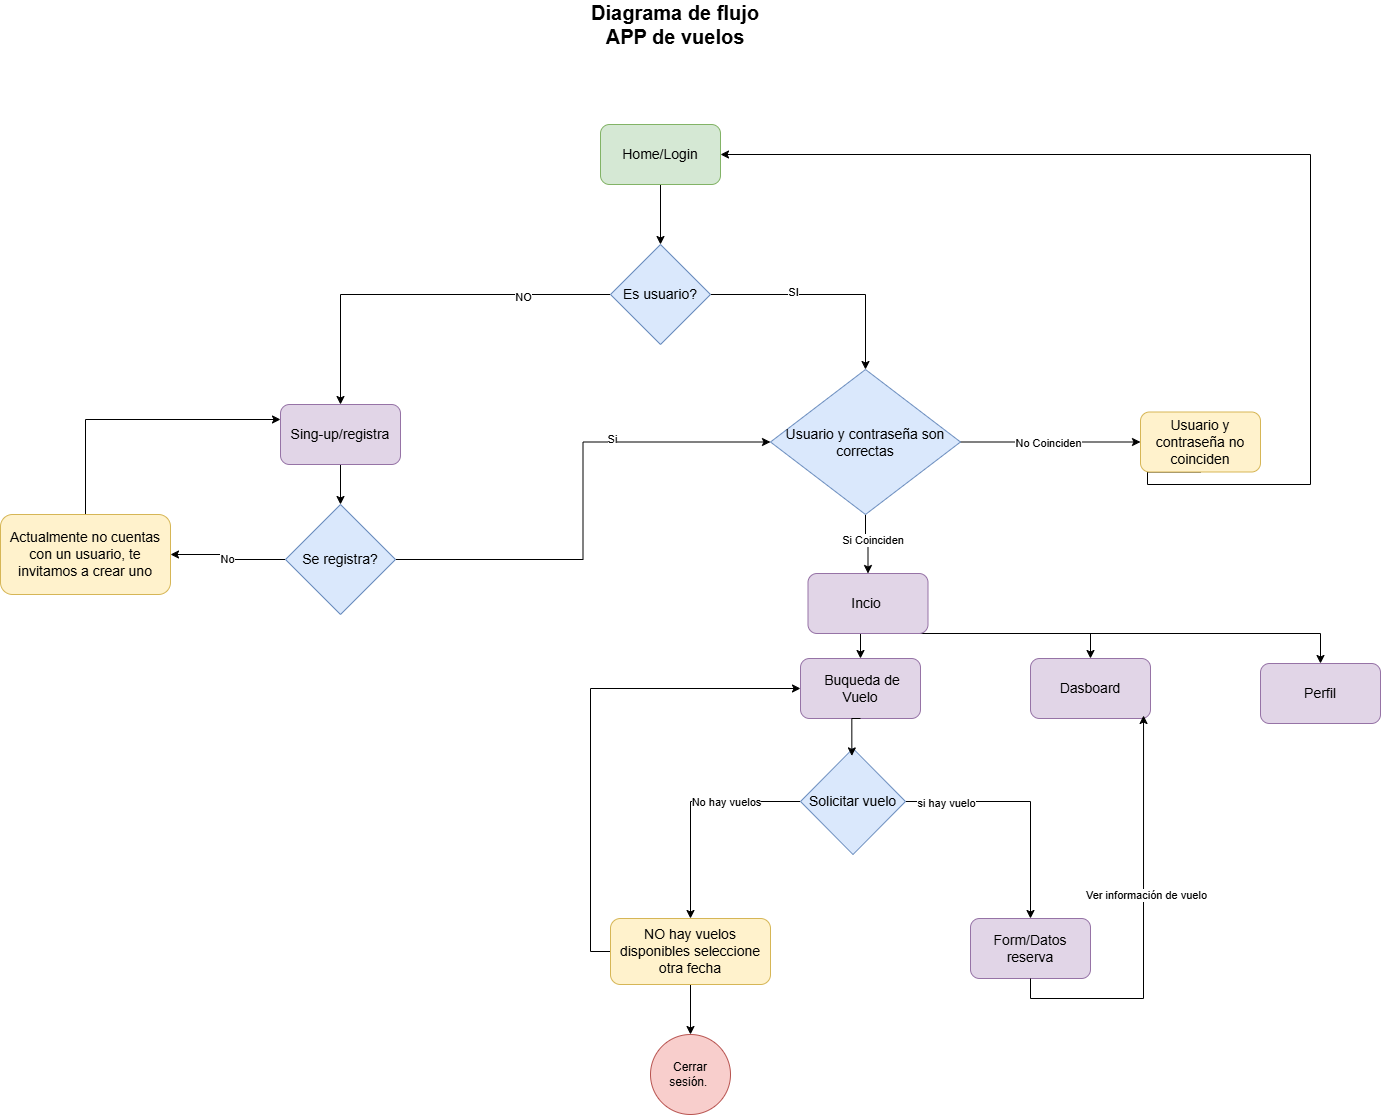 Diagrama de flujo
APP de vuelos
Home/Login
Es usuario?
NO
SI
Sing-up/registra
Usuario y contraseña son
correctas
Si
No Coinciden
Usuario y
contraseña no
coinciden
Actualmente no cuentas
con un usuario, te
invitamos a crear uno
No
Se registra?
Si Coinciden
Incio
Buqueda de
Vuelo
Dasboard
Perfil
No hay vuelos
Solicitar vuelo
si hay vuelo
Ver información de vuelo
NO hay vuelos
disponibles seleccione
otra fecha
Form/Datos
reserva
Cerrar
sesión.